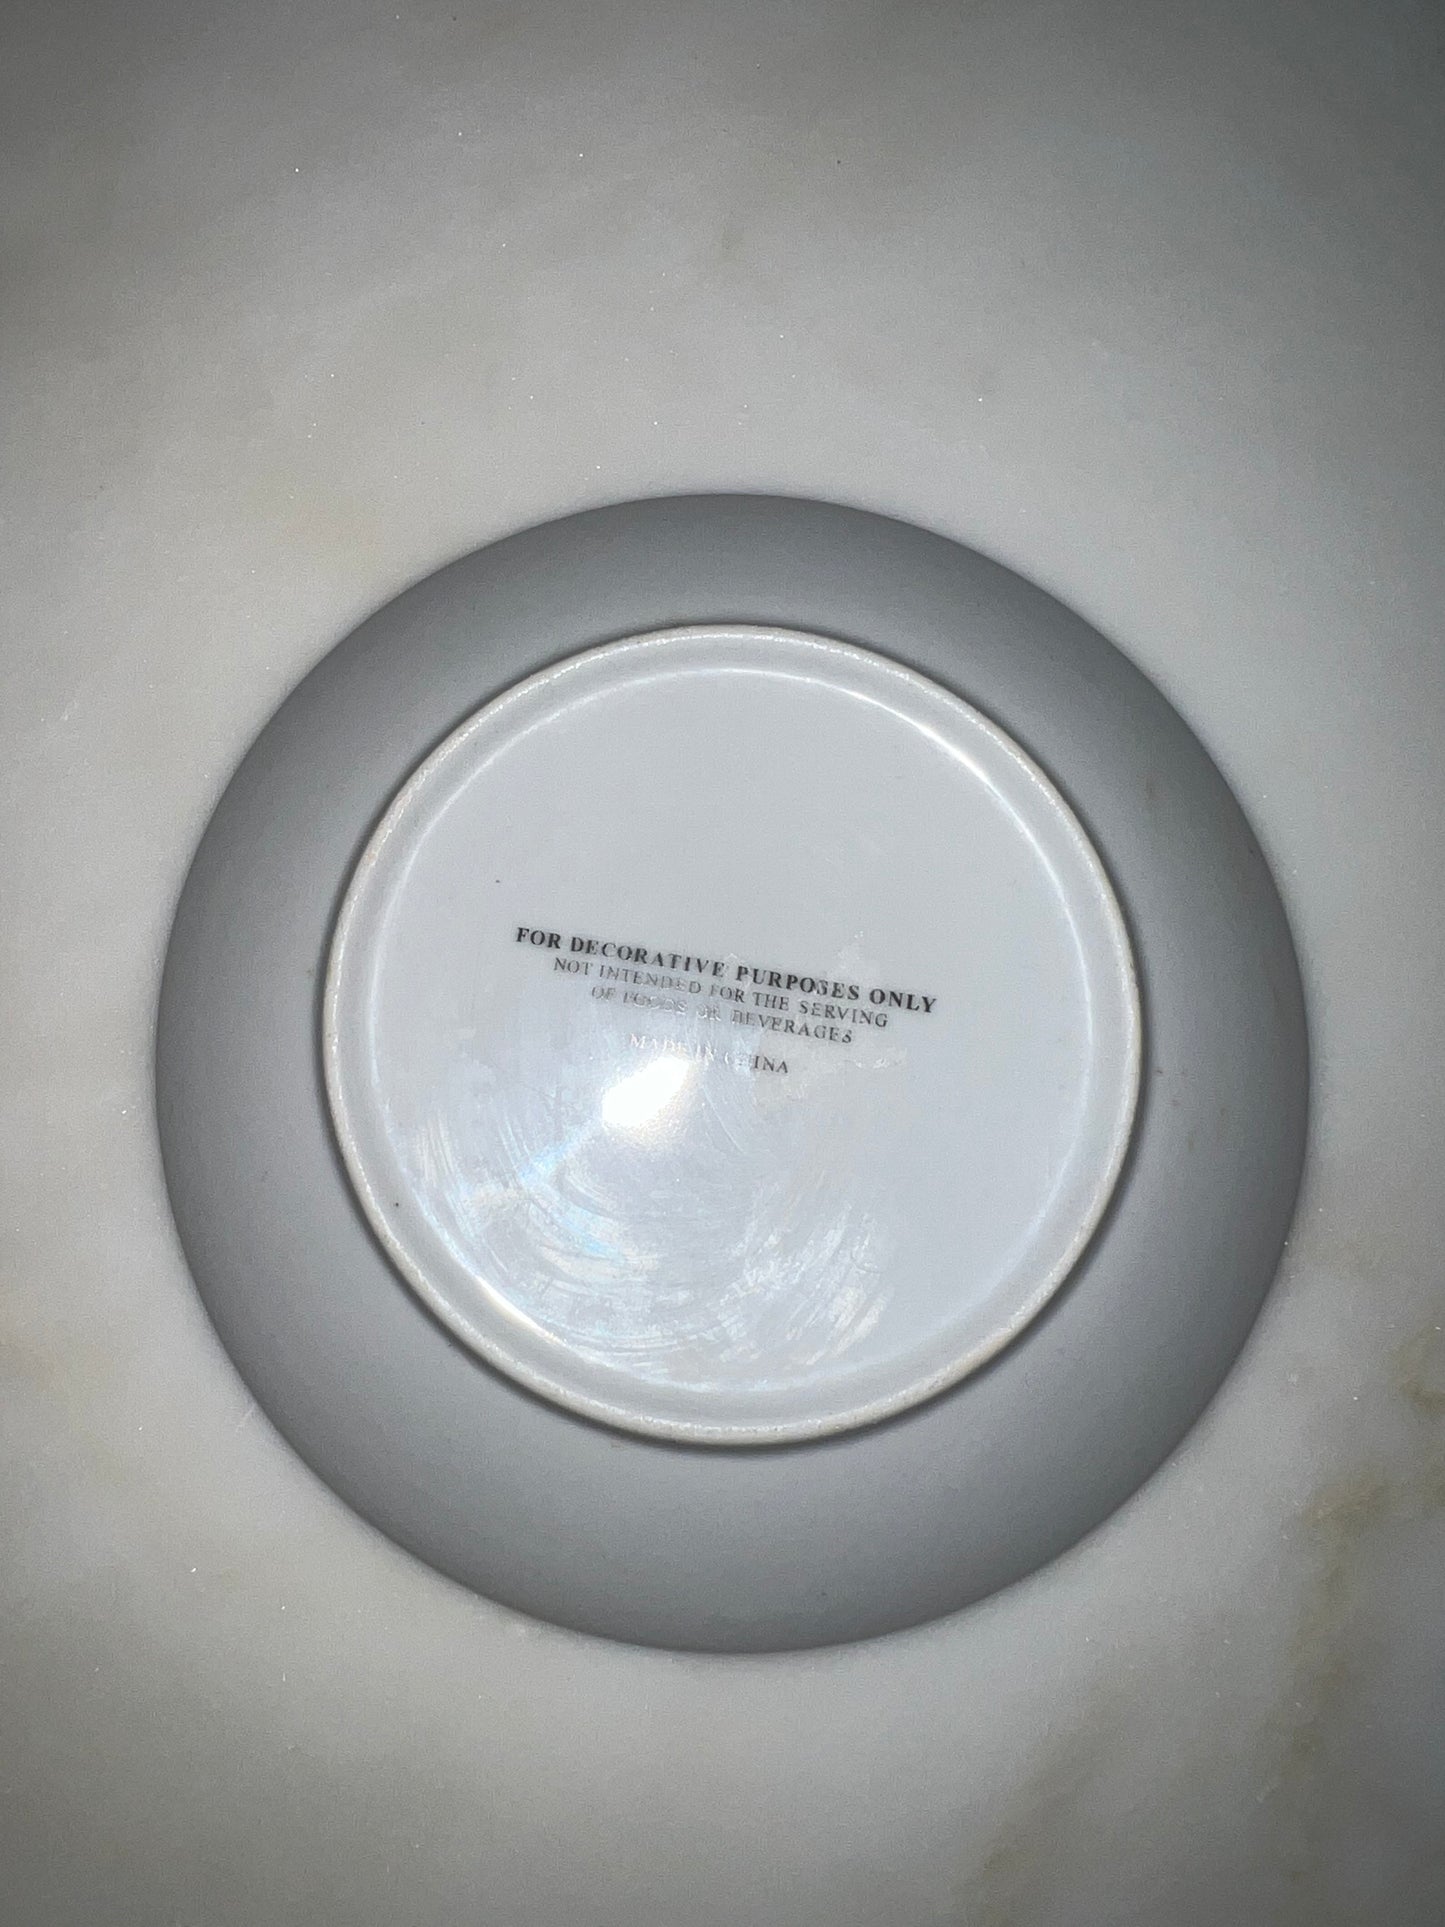 FOR DECORATIVE PURPOSES ONLY
NOT INTENDED FOR THE SERVING
OF FOODS OR BEVERAGES
MADE IN CHINA